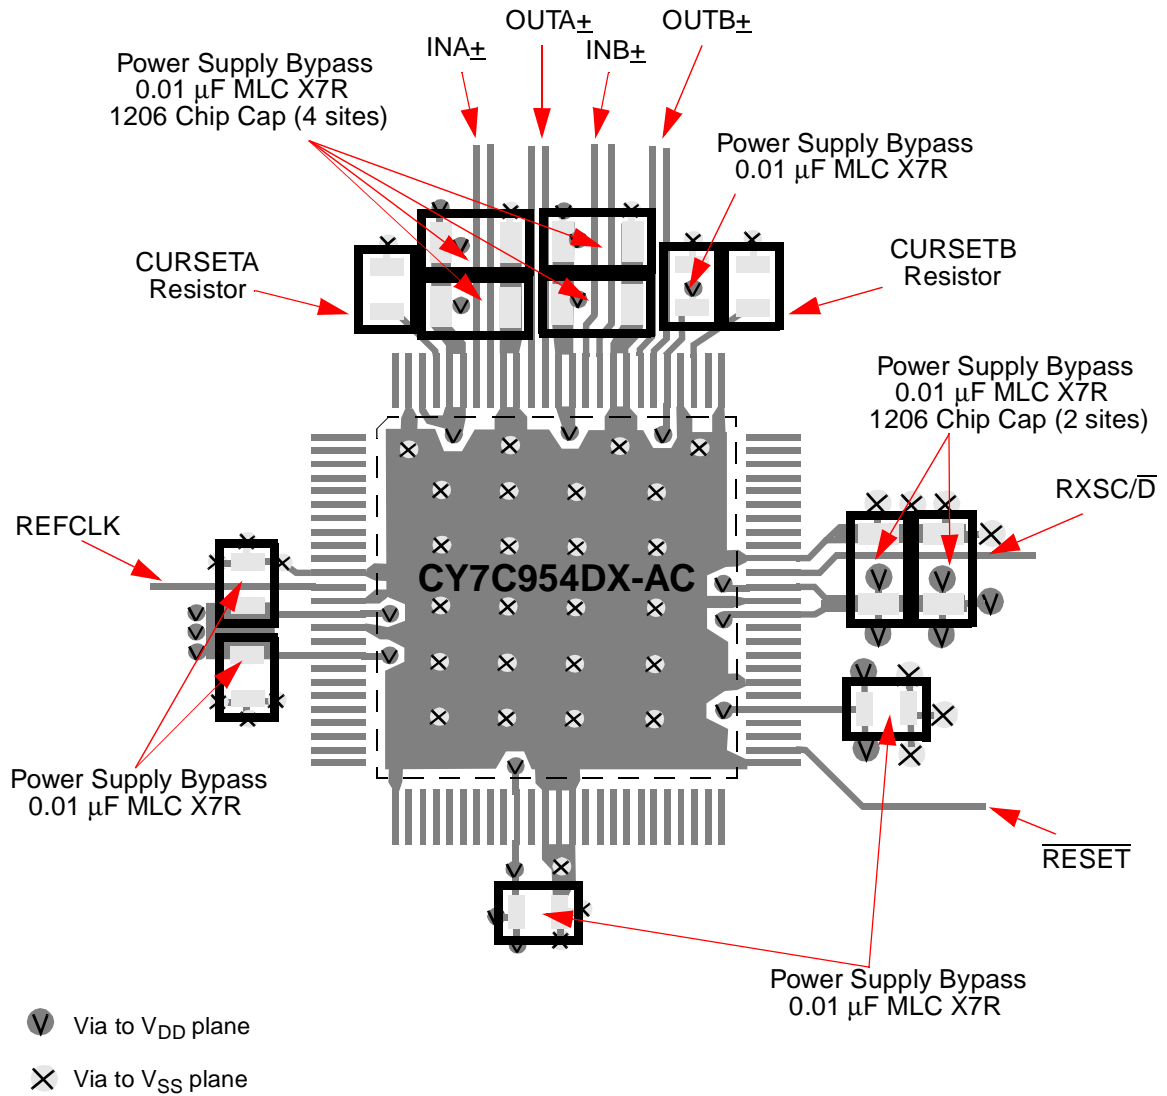 OUTA±
OUTB±
INA±
INB±
Power Supply Bypass
0.01 μF MLC X7R
1206 Chip Cap (4 sites)
Power Supply Bypass
0.01 μF MLC X7R
CURSETA
Resistor
CURSETB
Resistor
Power Supply Bypass
0.01 μF MLC X7R
1206 Chip Cap (2 sites)
RXSC/D̅
REFCLK
CY7C954DX-AC
Power Supply Bypass
0.01 μF MLC X7R
R̅E̅S̅E̅T̅
Power Supply Bypass
0.01 μF MLC X7R
V Via to VDD plane
X Via to VSS plane